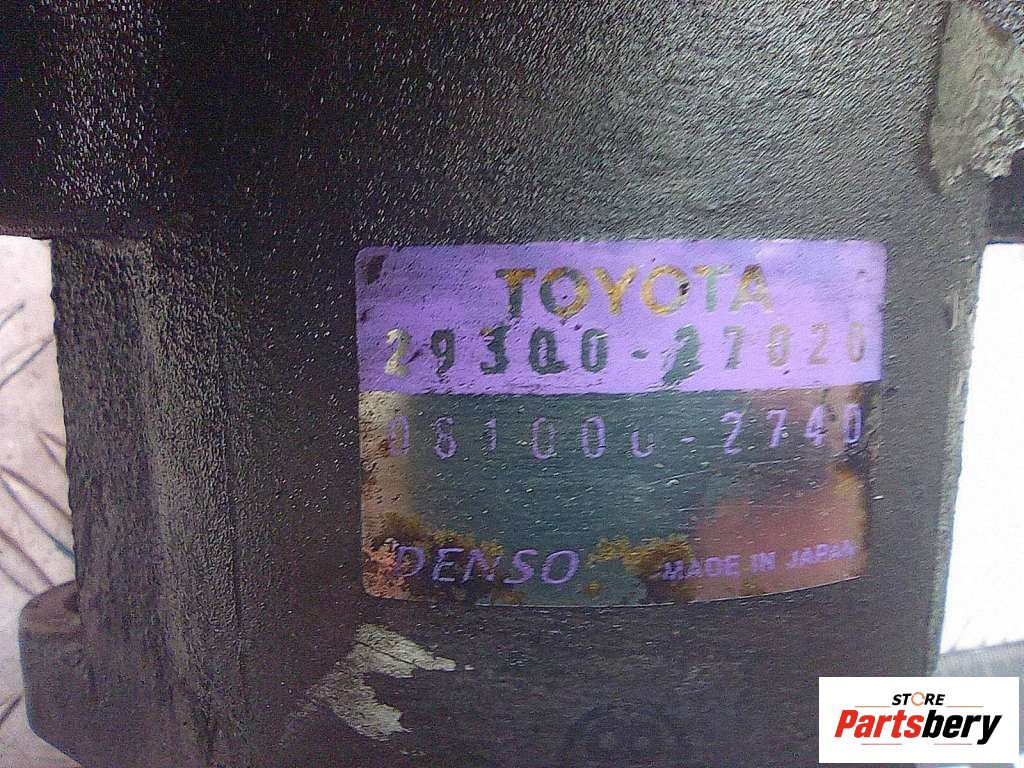 TOYOTA
29300-27020
081000-2740
DENSO
MADE IN JAPAN
STORE
Partsbery